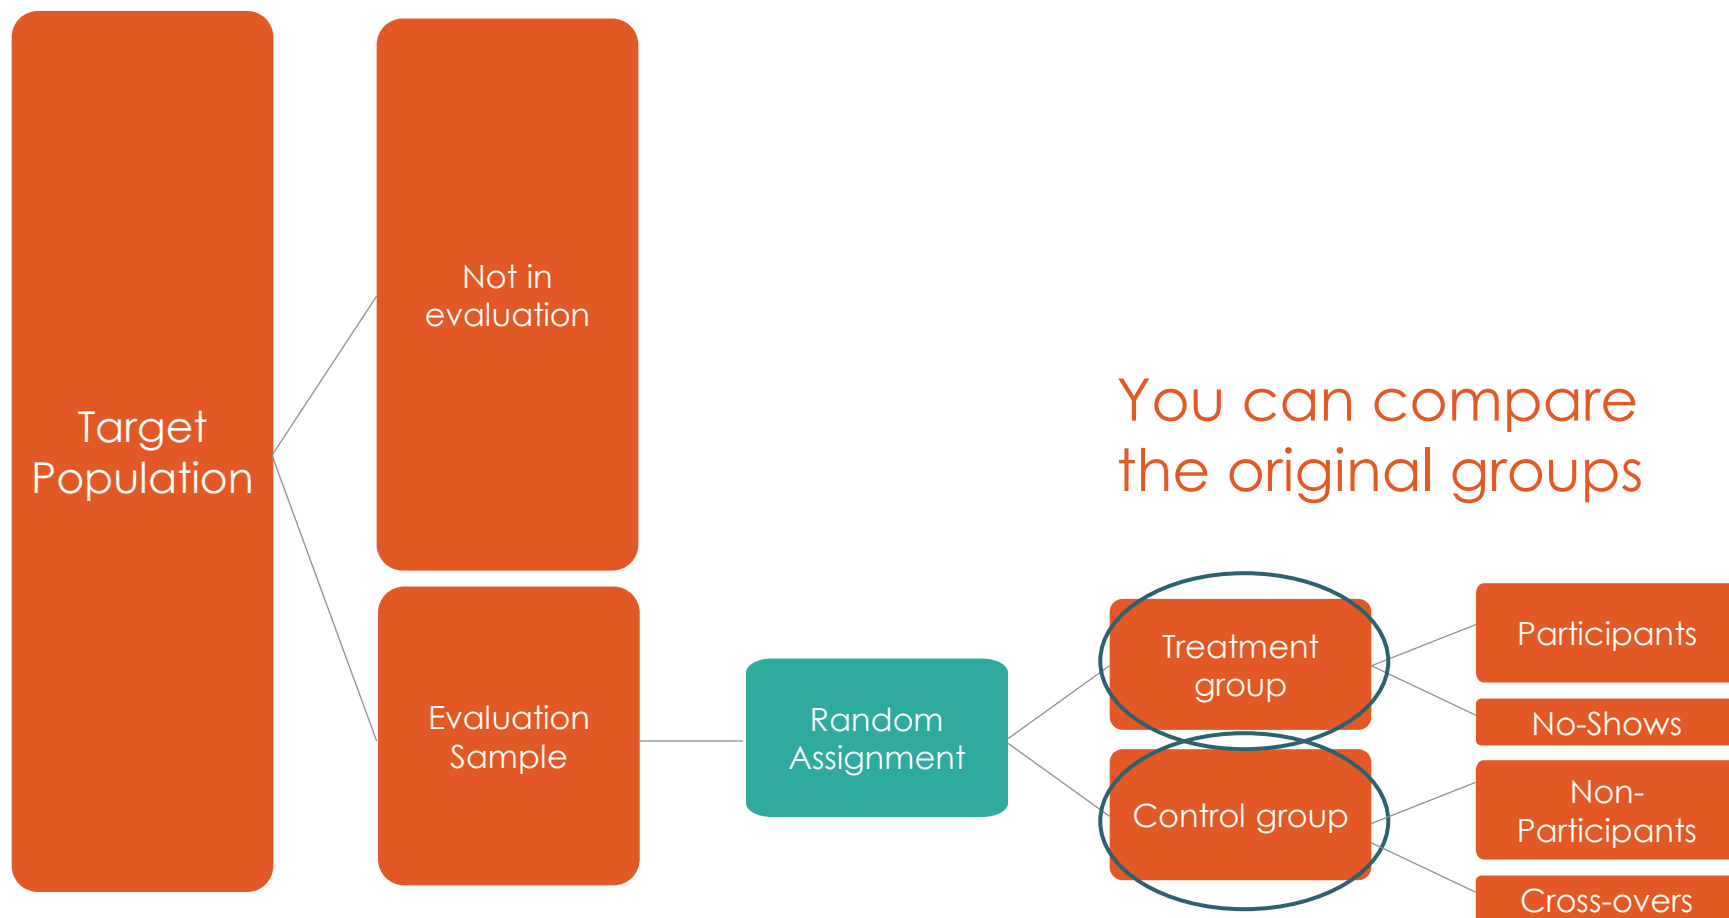 Target
Population
Not in
evaluation
Evaluation
Sample
Random
Assignment
You can compare
the original groups
Treatment
group
Control group
Participants
No-Shows
Non-
Participants
Cross-overs